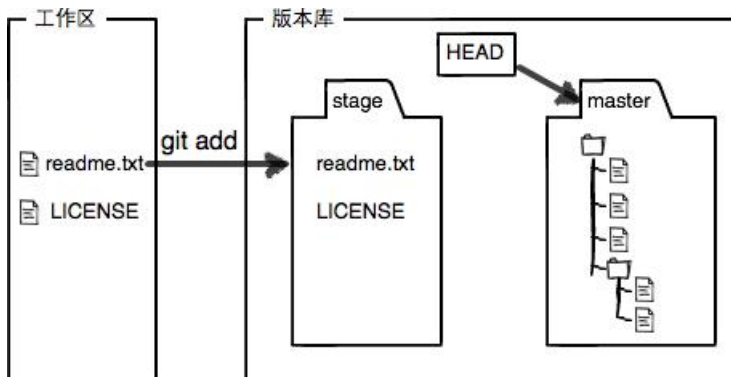 工作区
版本库
HEAD
stage
master
git add
readme.txt
readme.txt
LICENSE
LICENSE